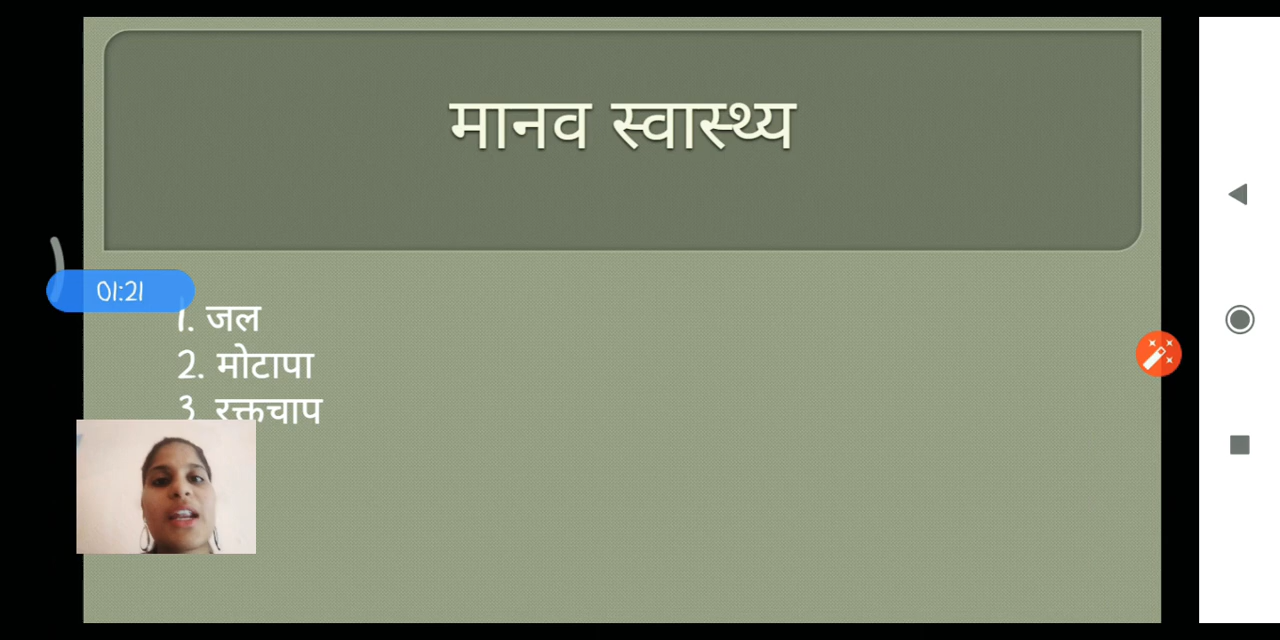 मानव स्वास्थ्य
01:21
1. जल
2. मोटापा
3. रक्तचाप